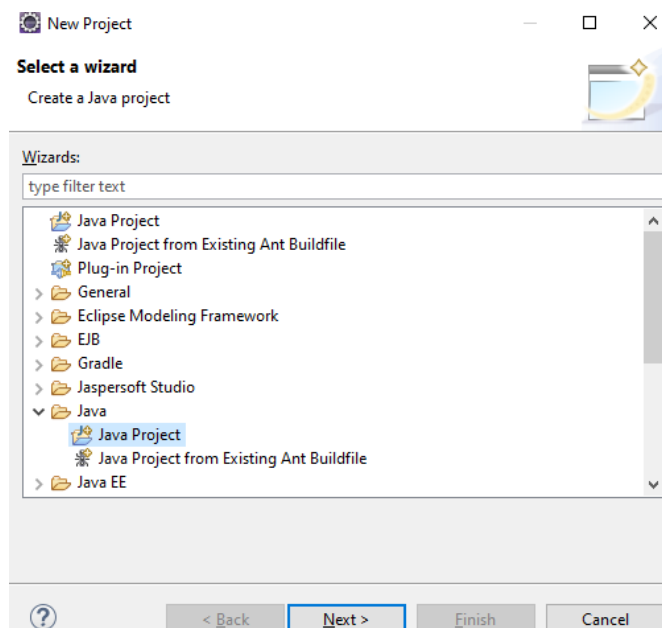 New Project
Select a wizard
Create a Java project
Wizards:
type filter text
Java Project
Java Project from Existing Ant Buildfile
Plug-in Project
General
Eclipse Modeling Framework
EJB
Gradle
Jaspersoft Studio
Java
Java Project
Java Project from Existing Ant Buildfile
Java EE
? < Back Next > Finish Cancel